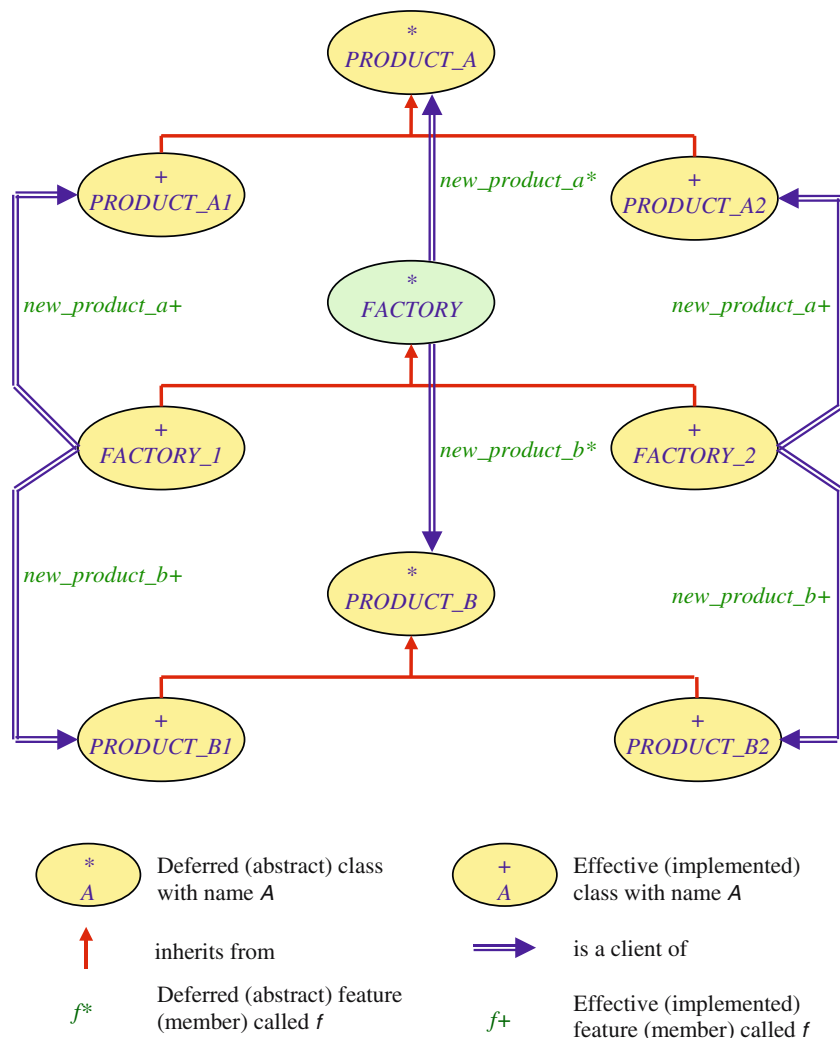 *
PRODUCT_A
+
PRODUCT_A1
new_product_a*
+
PRODUCT_A2
new_product_a+
*
FACTORY
new_product_a+
+
FACTORY_1
new_product_b*
+
FACTORY_2
new_product_b+
*
PRODUCT_B
new_product_b+
+
PRODUCT_B1
+
PRODUCT_B2
*
A
Deferred (abstract) class
with name A
+
A
Effective (implemented)
class with name A
inherits from
is a client of
f*
Deferred (abstract) feature
(member) called f
f+
Effective (implemented)
feature (member) called f